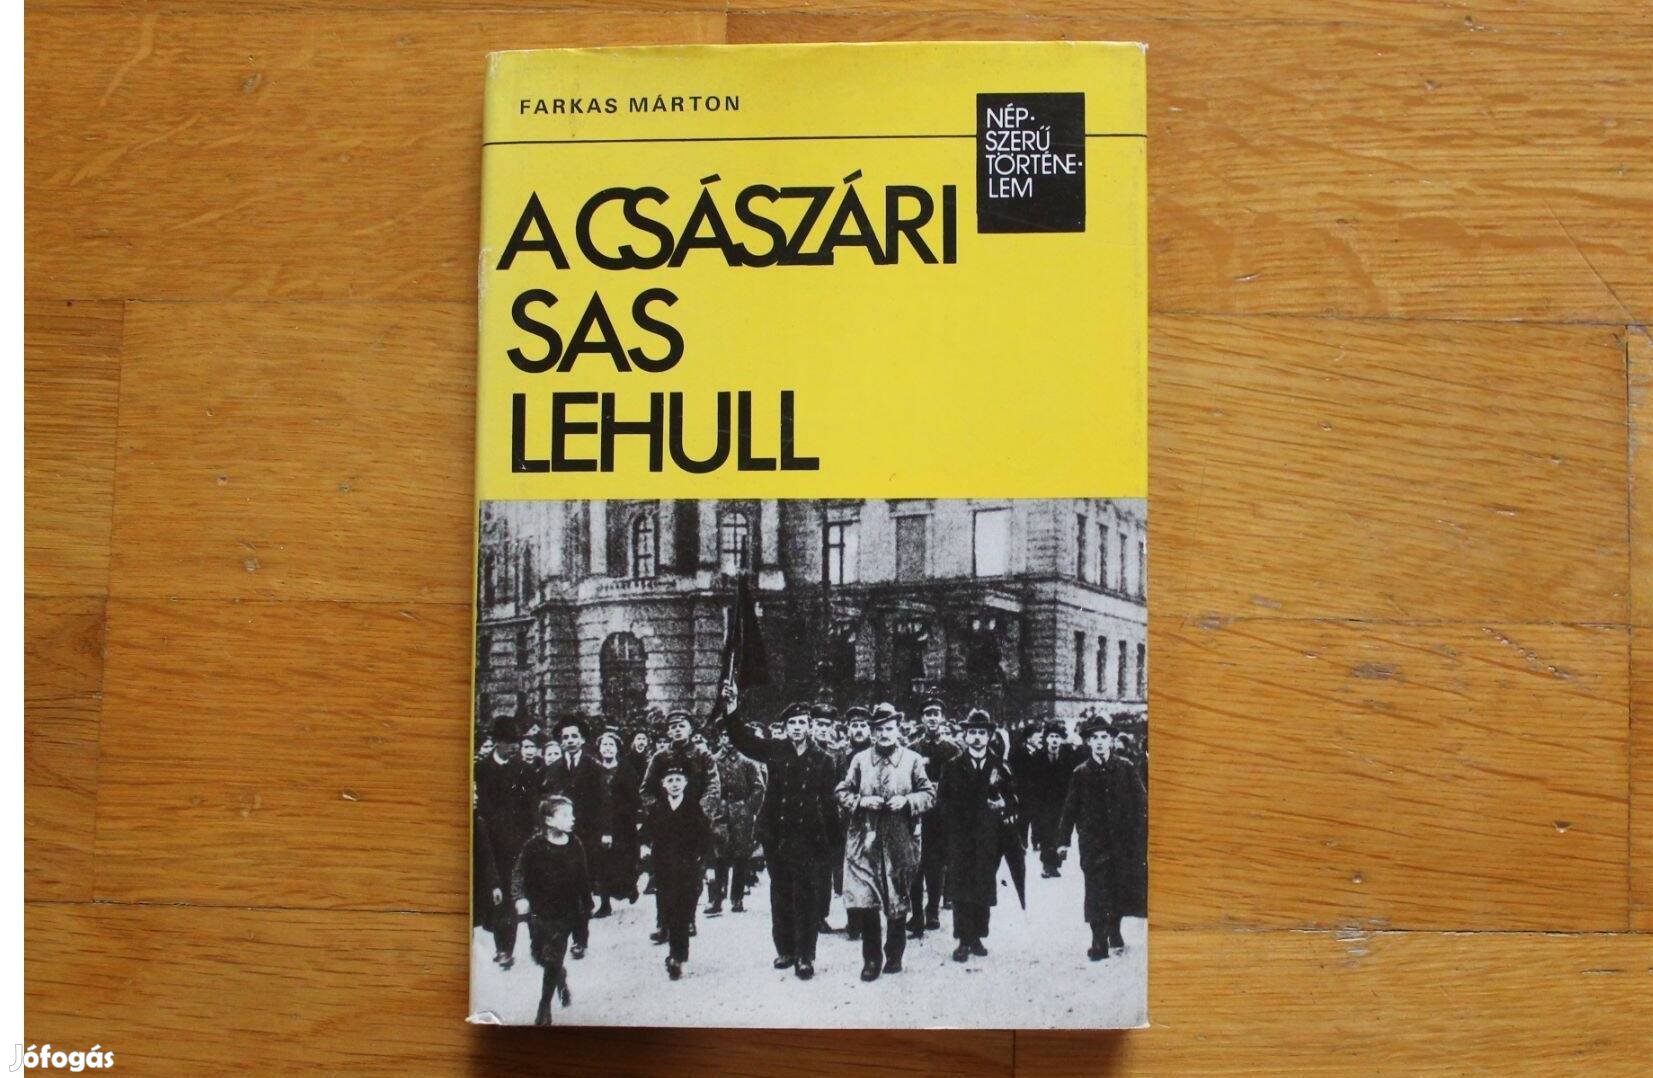 FARKAS MÁRTON
NÉP-
SZERŰ
TÖRTÉNE-
LEM
A CSÁSZÁRI
SAS
LEHULL
Jófogás